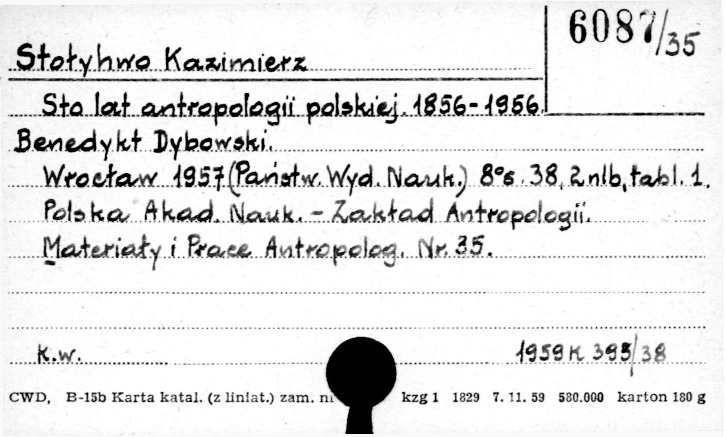 6087/35
Stołyhwo Kazimierz
Sto lat antropologii polskiej. 1856-1956.
Benedykt Dybowski.
Wrocław 1957 (Państw. Wyd. Nauk.) 8° s. 38, 2 nlb, tabl. 1.
Polska Akad. Nauk. - Zakład Antropologii.
Materiały i Prace Antropolog. Nr. 35.
k.w. 1959 K 395/38
CWD, B-15b Karta katal. (z liniat.) zam. nr kzg 1 1829 7. 11. 59 580.000 karton 180 g